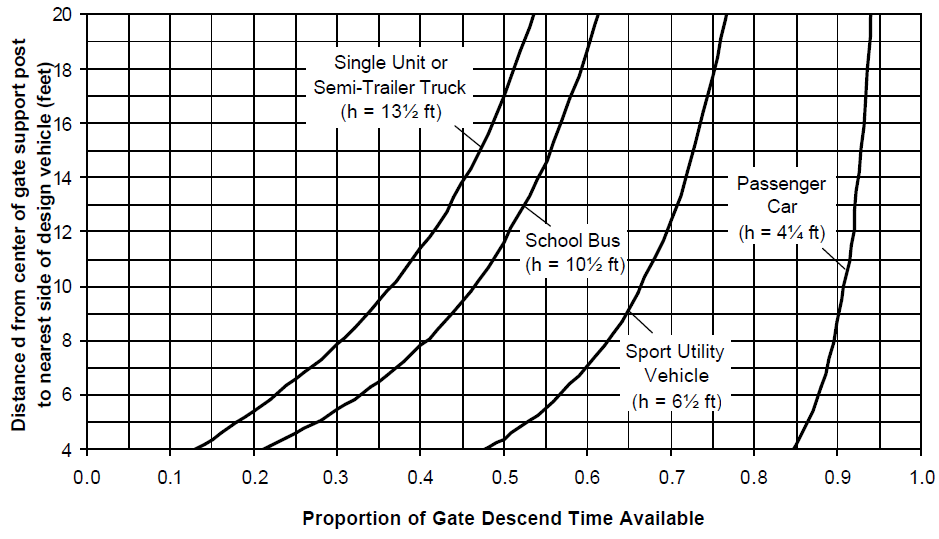 Distance d from center of gate support post
to nearest side of design vehicle (feet)
20
18
16
14
12
10
8
6
4
Single Unit or
Semi-Trailer Truck
(h = 13½ ft)
School Bus
(h = 10½ ft)
Sport Utility
Vehicle
(h = 6½ ft)
Passenger
Car
(h = 4¼ ft)
0.0 0.1 0.2 0.3 0.4 0.5 0.6 0.7 0.8 0.9 1.0
Proportion of Gate Descend Time Available